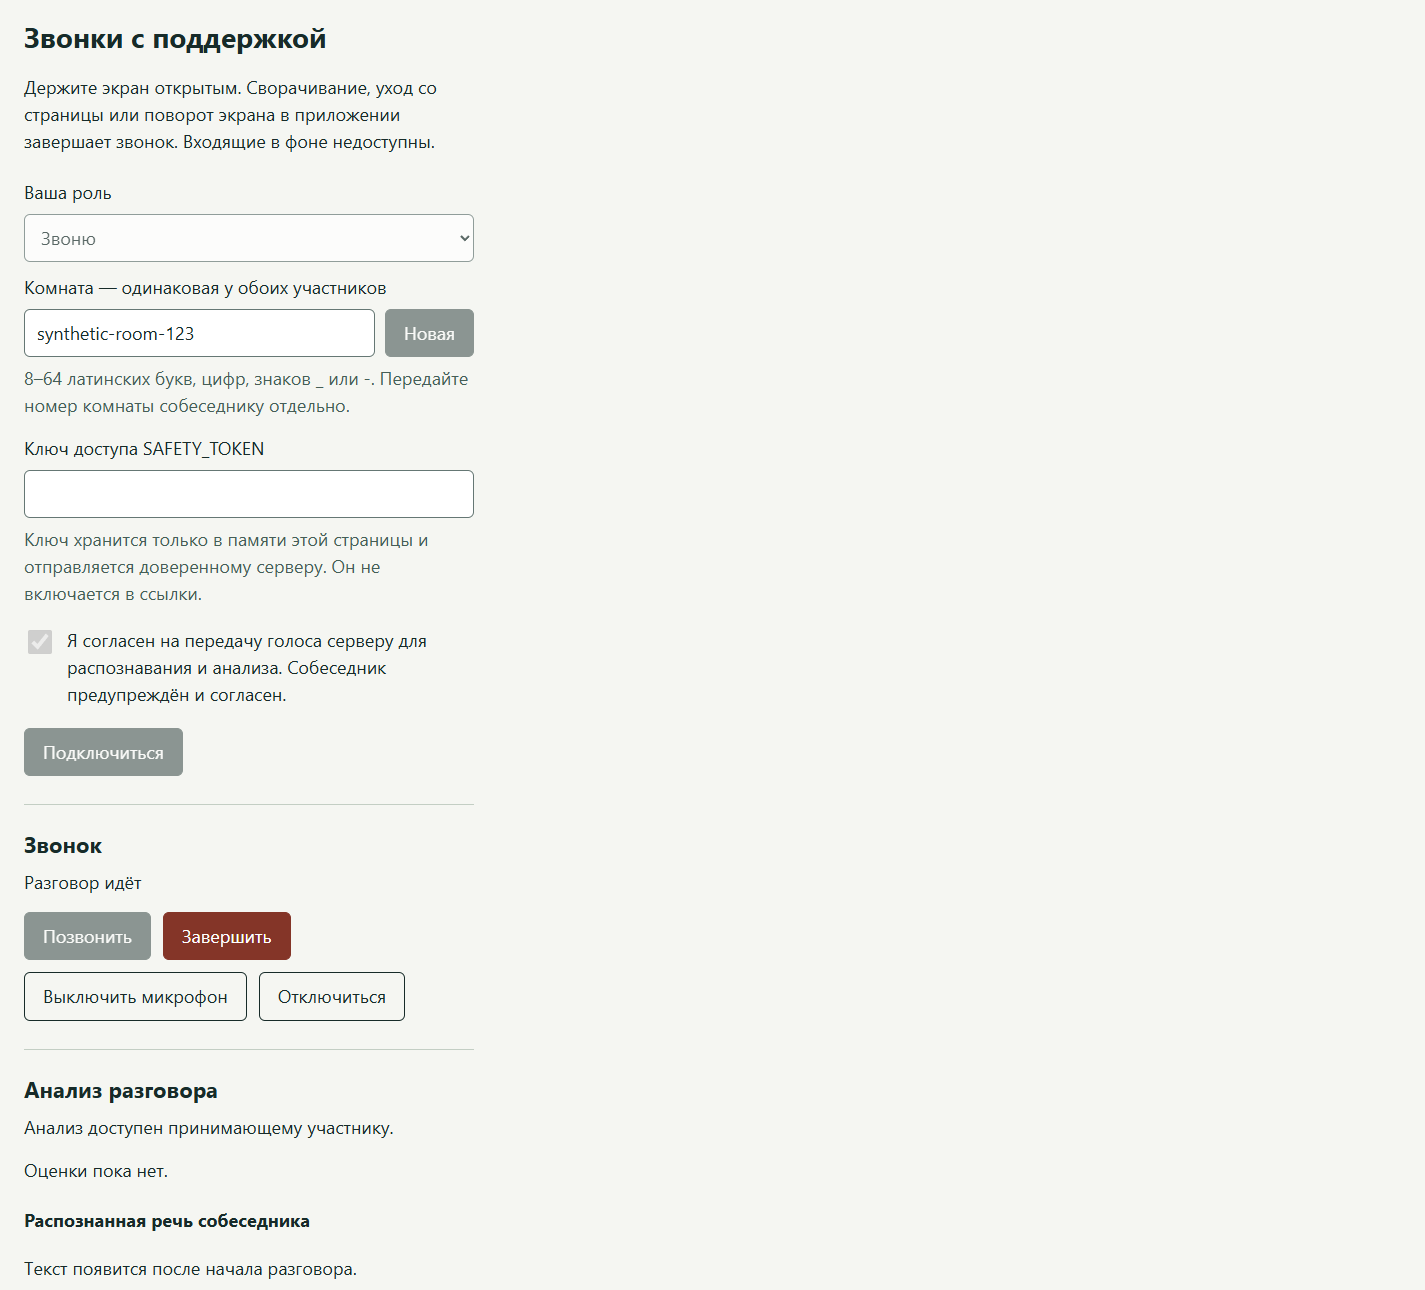 Звонки с поддержкой
Держите экран открытым. Сворачивание, уход со
страницы или поворот экрана в приложении
завершает звонок. Входящие в фоне недоступны.
Ваша роль
Звоню
Комната — одинаковая у обоих участников
synthetic-room-123
Новая
8–64 латинских букв, цифр, знаков _ или -. Передайте
номер комнаты собеседнику отдельно.
Ключ доступа SAFETY_TOKEN
Ключ хранится только в памяти этой страницы и
отправляется доверенному серверу. Он не
включается в ссылки.
Я согласен на передачу голоса серверу для
распознавания и анализа. Собеседник
предупреждён и согласен.
Подключиться
Звонок
Разговор идёт
Позвонить
Завершить
Выключить микрофон
Отключиться
Анализ разговора
Анализ доступен принимающему участнику.
Оценки пока нет.
Распознанная речь собеседника
Текст появится после начала разговора.